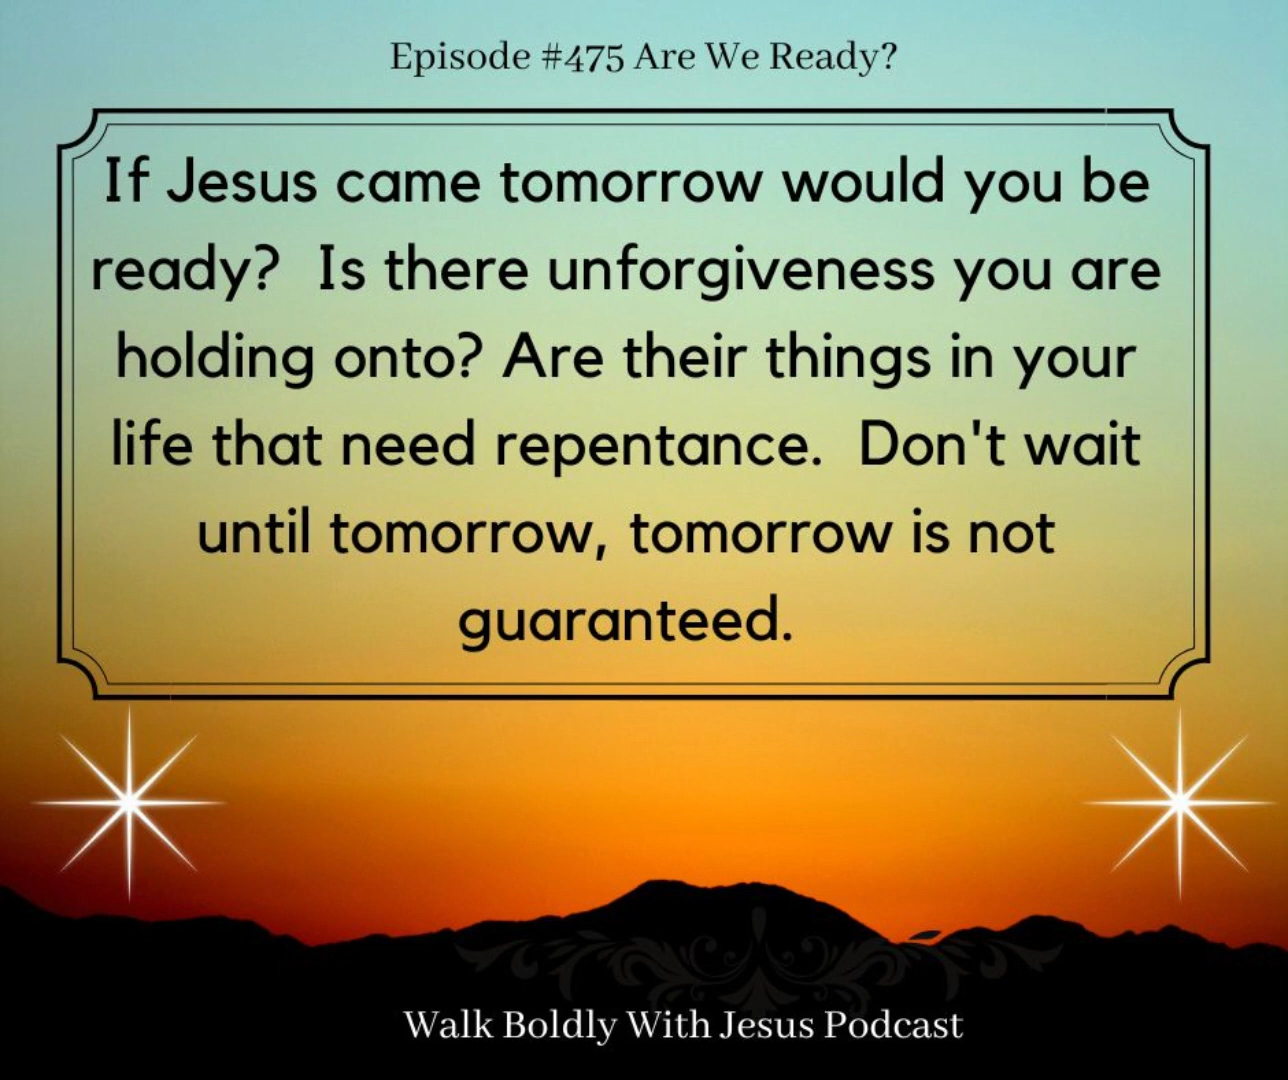 Episode #475 Are We Ready?
If Jesus came tomorrow would you be
ready?  Is there unforgiveness you are
holding onto? Are their things in your
life that need repentance.  Don't wait
until tomorrow, tomorrow is not
guaranteed.
Walk Boldly With Jesus Podcast